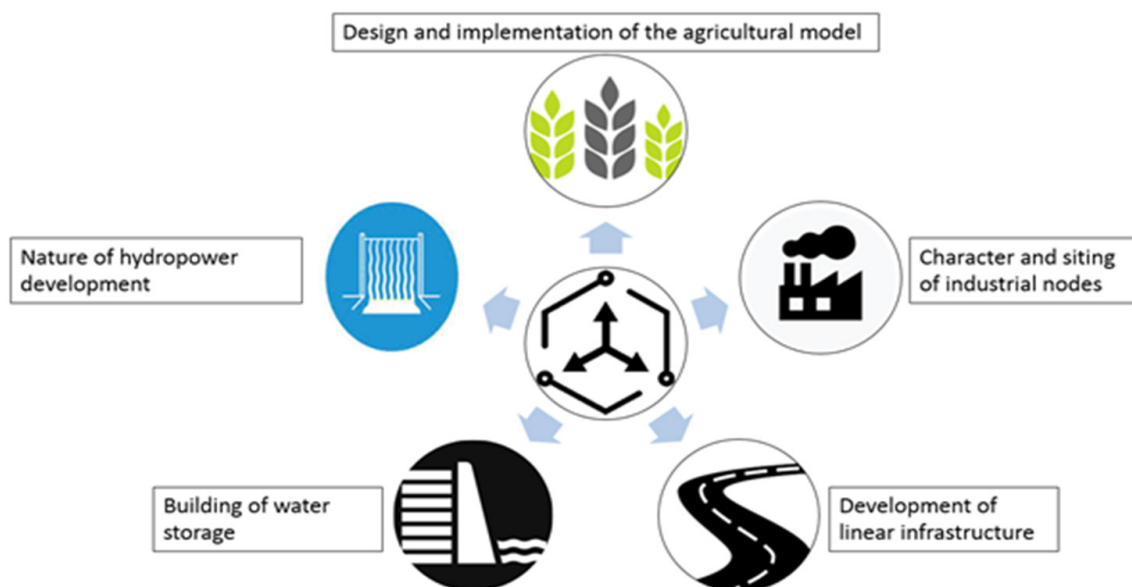 Design and implementation of the agricultural model
Nature of hydropower
development
Character and siting
of industrial nodes
Building of water
storage
Development of
linear infrastructure